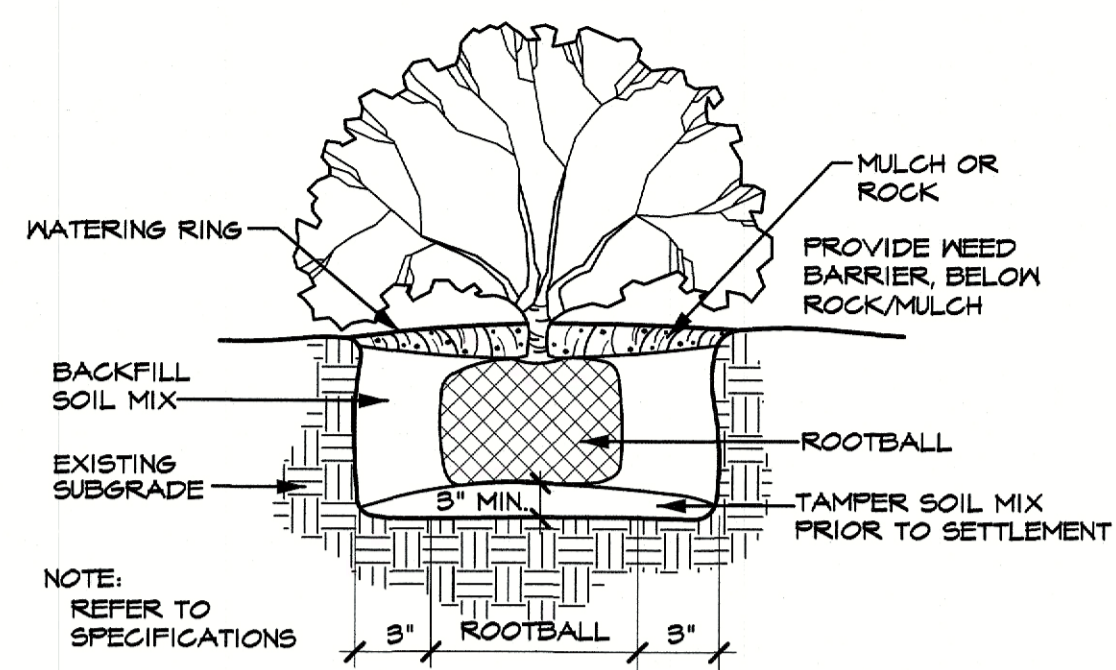 WATERING RING
MULCH OR
ROCK
PROVIDE WEED
BARRIER, BELOW
ROCK/MULCH
BACKFILL
SOIL MIX
EXISTING
SUBGRADE
ROOTBALL
3" MIN.
TAMPER SOIL MIX
PRIOR TO SETTLEMENT
NOTE:
REFER TO
SPECIFICATIONS
3" ROOTBALL 3"